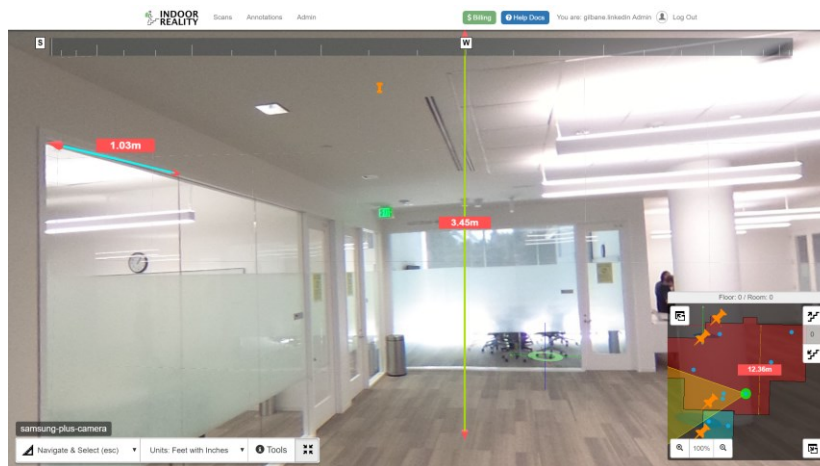 INDOOR
REALITY
Scans
Annotations
Admin
$ Billing
? Help Docs
You are: gilbane.linkedin Admin
Log Out
S
W
1.03m
3.45m
Floor: 0 / Room: 0
0
12.36m
100%
samsung-plus-camera
Navigate & Select (esc)
Units: Feet with Inches
Tools